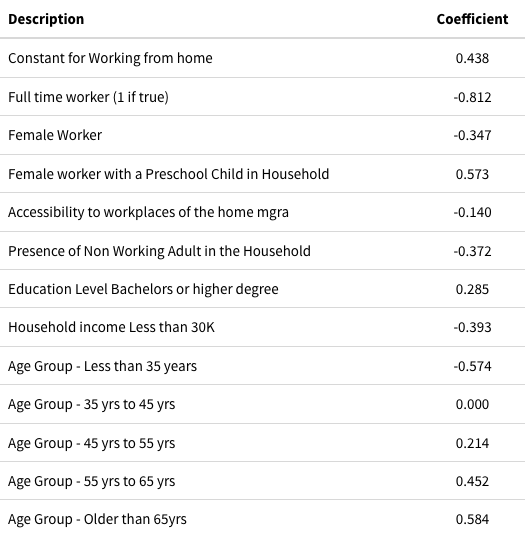 Description Coefficient
Constant for Working from home 0.438
Full time worker (1 if true) -0.812
Female Worker -0.347
Female worker with a Preschool Child in Household 0.573
Accessibility to workplaces of the home mgra -0.140
Presence of Non Working Adult in the Household -0.372
Education Level Bachelors or higher degree 0.285
Household income Less than 30K -0.393
Age Group - Less than 35 years -0.574
Age Group - 35 yrs to 45 yrs 0.000
Age Group - 45 yrs to 55 yrs 0.214
Age Group - 55 yrs to 65 yrs 0.452
Age Group - Older than 65yrs 0.584